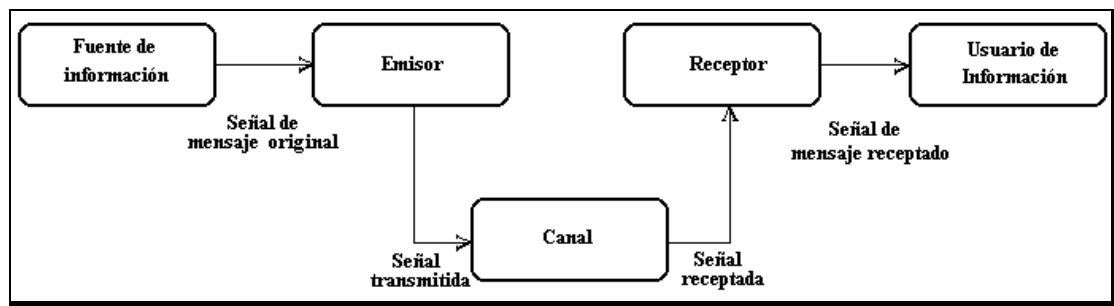 Fuente de
información
Emisor
Receptor
Usuario de
Información
Señal de
mensaje original
Señal de
mensaje receptado
Canal
Señal
transmitida
Señal
receptada